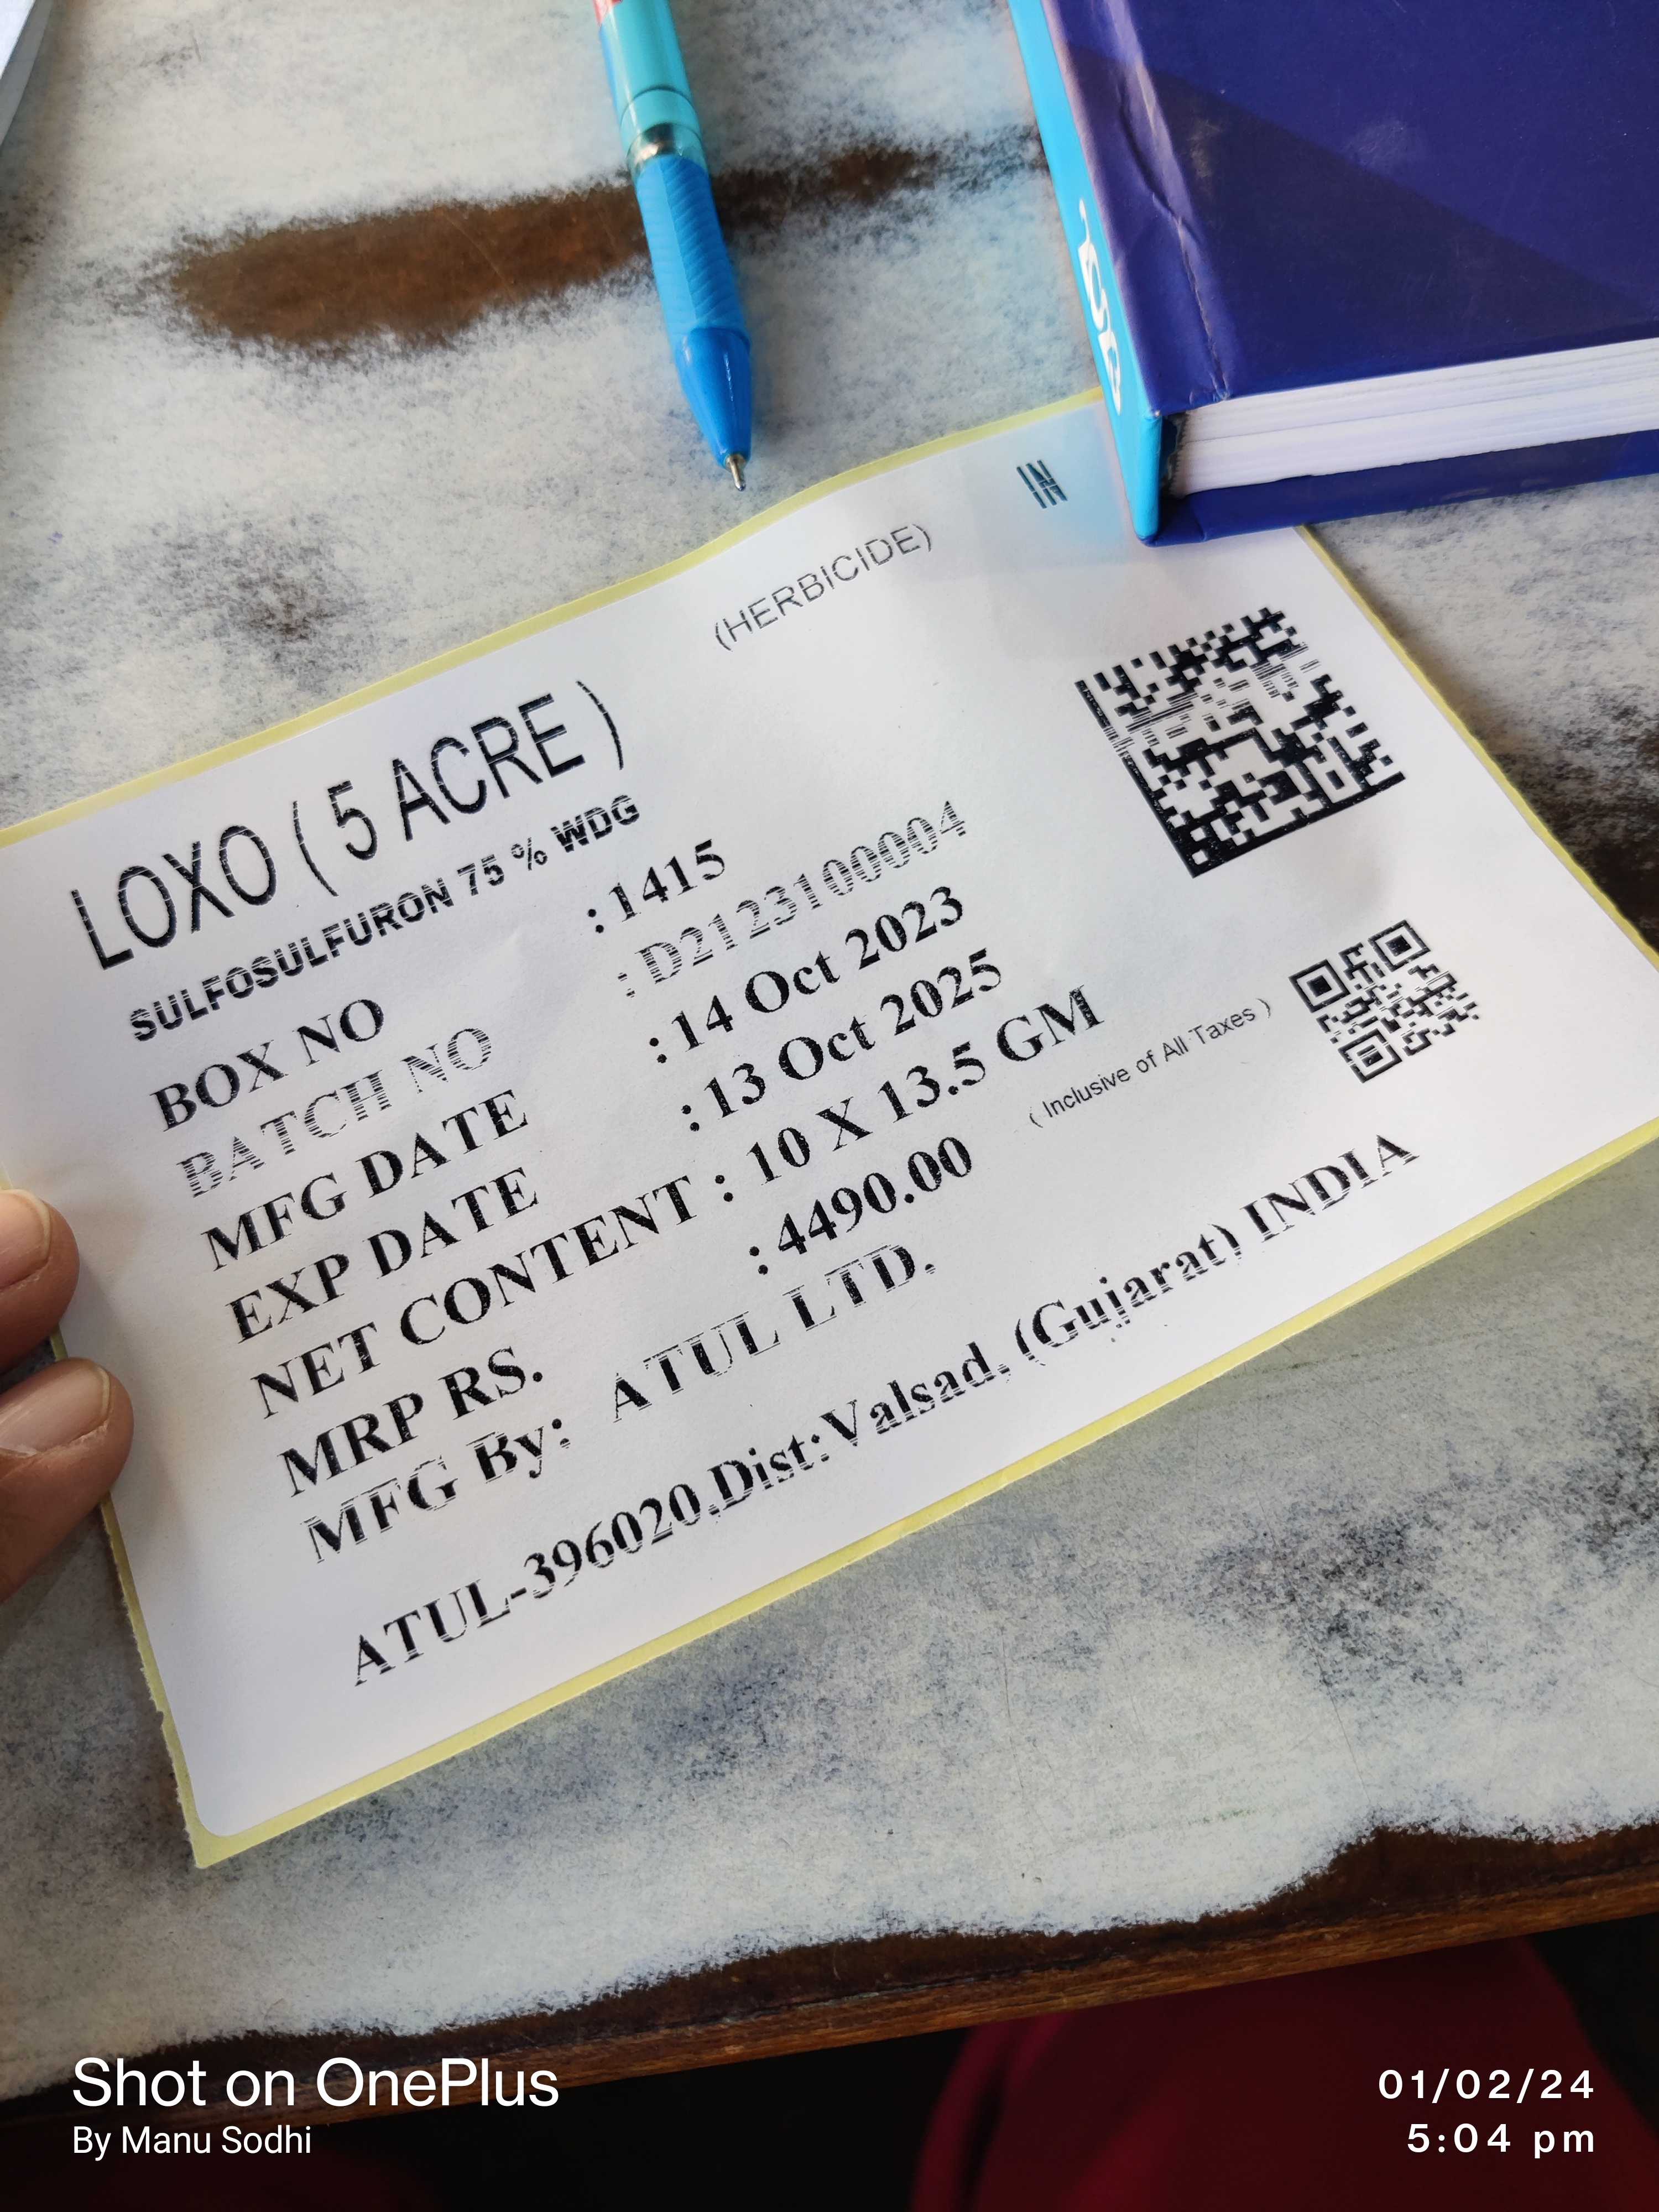 (HERBICIDE)
IN
LOXO ( 5 ACRE )
SULFOSULFURON 75 % WDG
BOX NO : 1415
BATCH NO : D2123100004
MFG DATE : 14 Oct 2023
EXP DATE : 13 Oct 2025
NET CONTENT : 10 X 13.5 GM
MRP RS. : 4490.00 ( Inclusive of All Taxes )
MFG By: ATUL LTD.
ATUL-396020,Dist:Valsad, (Gujarat) INDIA
Shot on OnePlus
By Manu Sodhi
01/02/24
5:04 pm